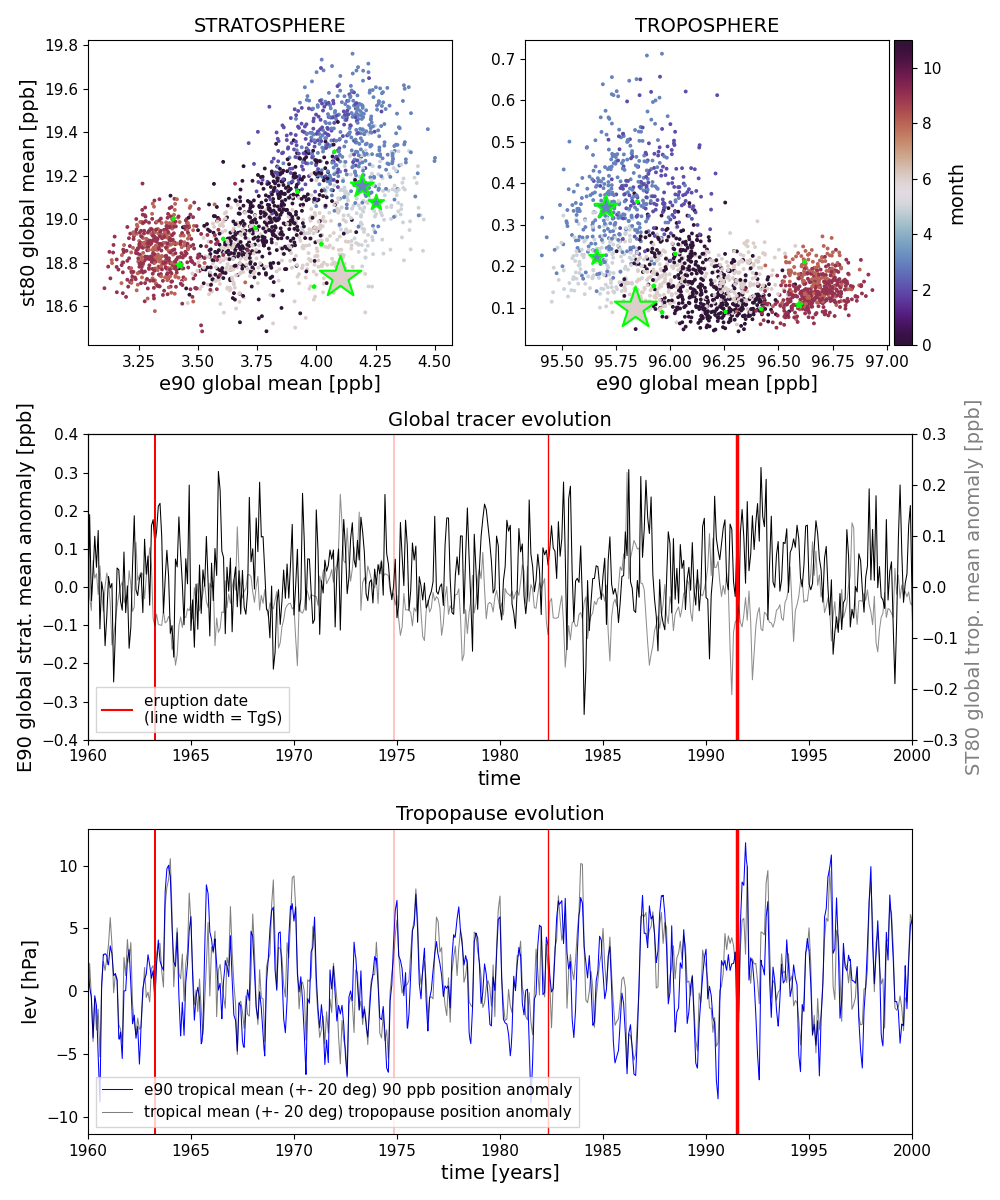 STRATOSPHERE
TROPOSPHERE
st80 global mean [ppb]
19.8
19.6
19.4
19.2
19.0
18.8
18.6
3.25 3.50 3.75 4.00 4.25 4.50
e90 global mean [ppb]
0.7
0.6
0.5
0.4
0.3
0.2
0.1
95.50 95.75 96.00 96.25 96.50 96.75 97.00
e90 global mean [ppb]
10
8
6
4
2
0
month
Global tracer evolution
E90 global strat. mean anomaly [ppb]
0.4
0.3
0.2
0.1
0.0
−0.1
−0.2
−0.3
−0.4
eruption date
(line width = TgS)
1960 1965 1970 1975 1980 1985 1990 1995 2000
time
0.3
0.2
0.1
0.0
−0.1
−0.2
−0.3
ST80 global trop. mean anomaly [ppb]
Tropopause evolution
lev [hPa]
10
5
0
−5
−10
e90 tropical mean (+- 20 deg) 90 ppb position anomaly
tropical mean (+- 20 deg) tropopause position anomaly
1960 1965 1970 1975 1980 1985 1990 1995 2000
time [years]